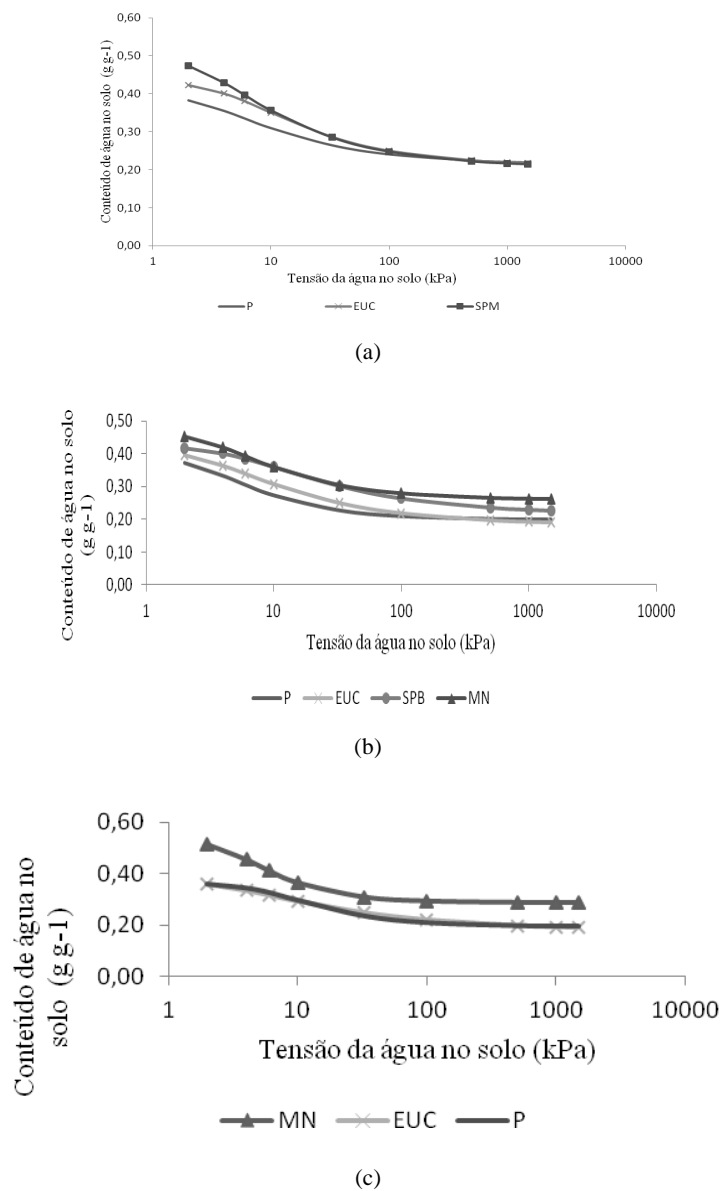 0,60
0,50
0,40
0,30
0,20
0,10
0,00
Conteúdo de água no solo (g g-1)
1 10 100 1000 10000
Tensão da água no solo (kPa)
P EUC SPM
(a)
0,50
0,40
0,30
0,20
0,10
0,00
Conteúdo de água no solo
(g g-1)
1 10 100 1000 10000
Tensão da água no solo (kPa)
P EUC SPB MN
(b)
0,60
0,40
0,20
0,00
Conteúdo de água no
solo (g g-1)
1 10 100 1000 10000
Tensão da água no solo (kPa)
MN EUC P
(c)